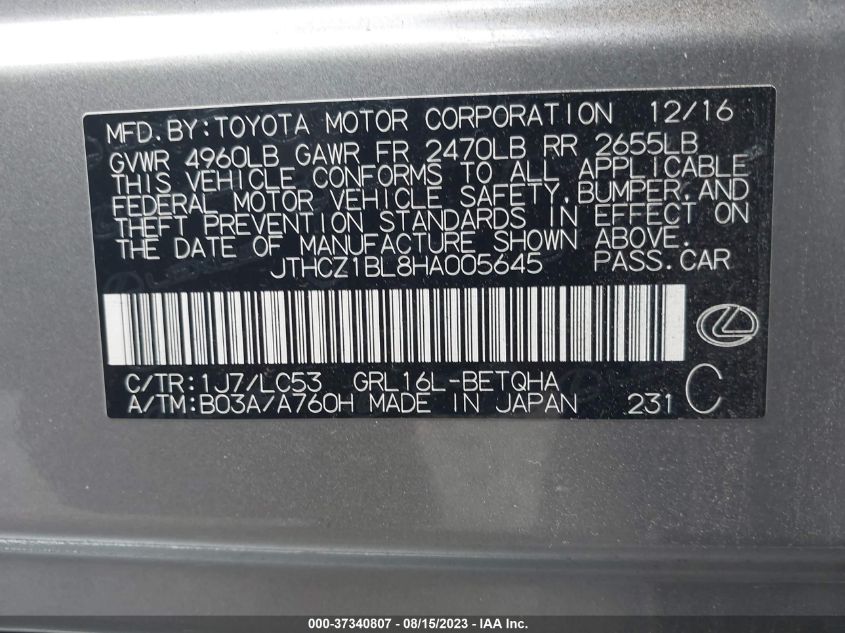 MFD.BY:TOYOTA MOTOR CORPORATION 12/16
GVWR 4960LB GAWR FR 2470LB RR 2655LB
THIS VEHICLE CONFORMS TO ALL APPLICABLE
FEDERAL MOTOR VEHICLE SAFETY,BUMPER,AND
THEFT PREVENTION STANDARDS IN EFFECT ON
THE DATE OF MANUFACTURE SHOWN ABOVE.
JTHCZ1BL8HA005645 PASS.CAR
C/TR:1J7/LC53 GRL16L-BETQHA
A/TM:B03A/A760H MADE IN JAPAN 231 C
000-37340807 - 08/15/2023 - IAA Inc.